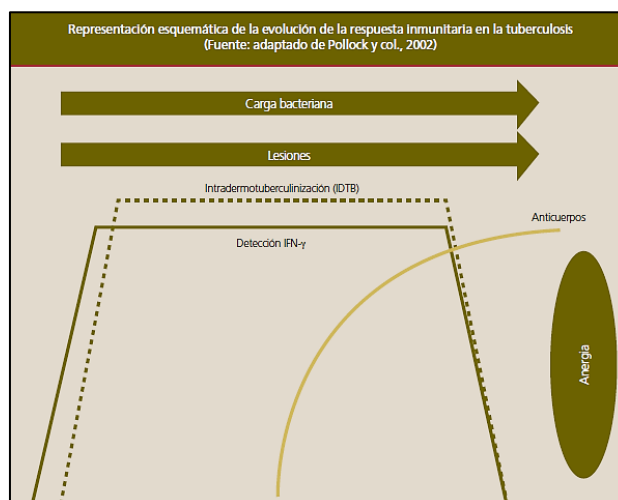 Representación esquemática de la evolución de la respuesta inmunitaria en la tuberculosis
(Fuente: adaptado de Pollock y col., 2002)
Carga bacteriana
Lesiones
Intradermotuberculinización (IDTB)
Anticuerpos
Detección IFN-γ
Anergia